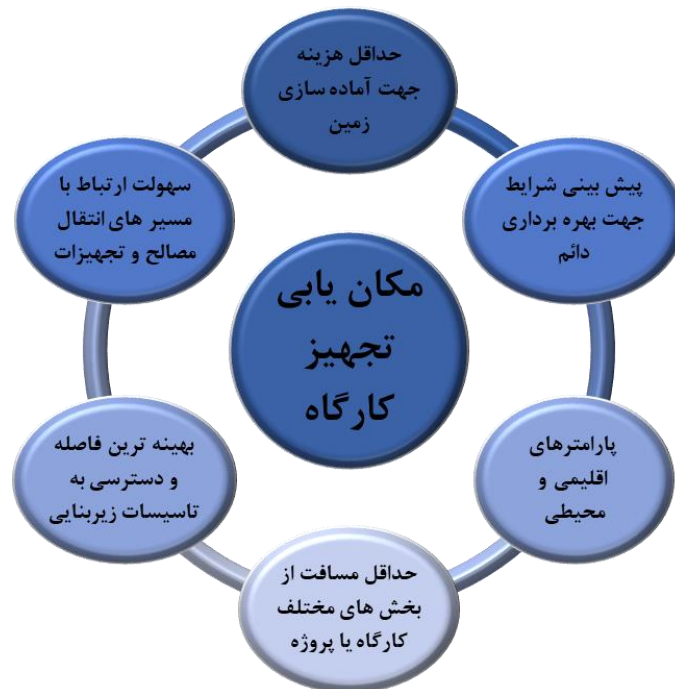 حداقل هزینه
جهت آماده سازی
زمین
پیش بینی شرایط
جهت بهره برداری
دائم
پارامترهای
اقلیمی و
محیطی
حداقل مسافت از
بخش های مختلف
کارگاه یا پروژه
بهینه ترین فاصله
و دسترسی به
تاسیسات زیربنایی
سهولت ارتباط با
مسیر های انتقال
مصالح و تجهیزات
مکان یابی
تجهیز
کارگاه